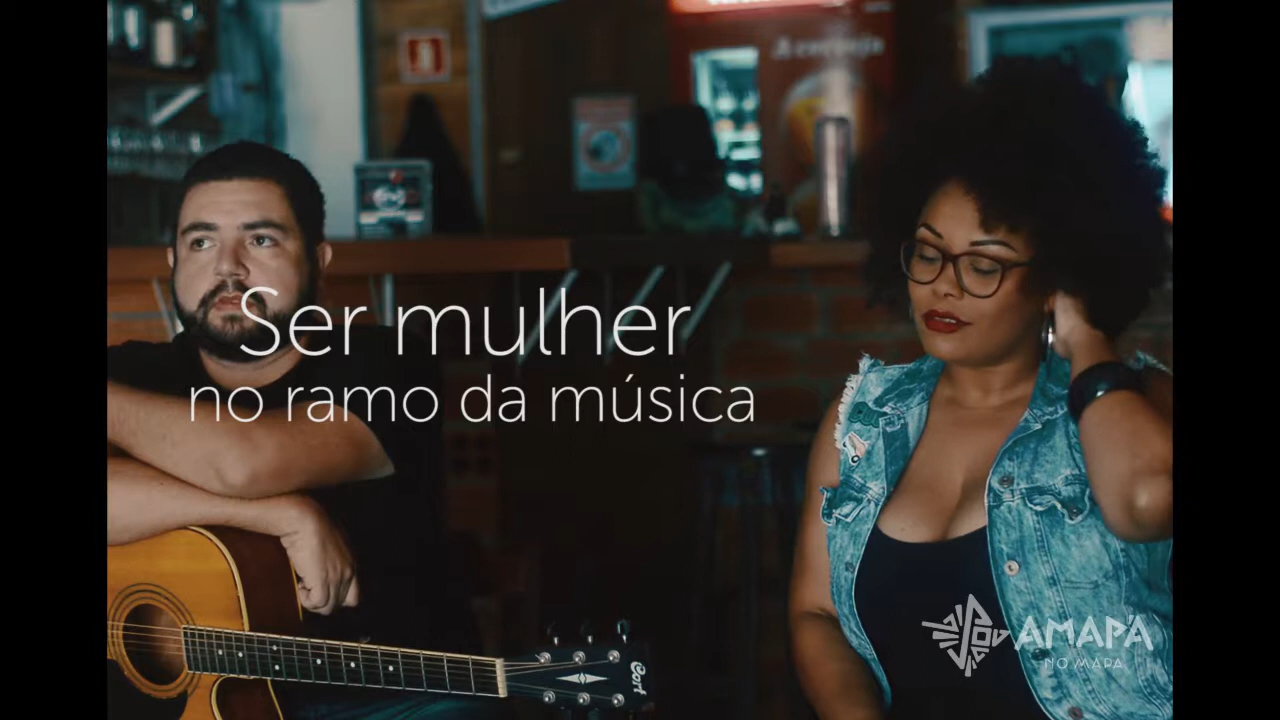 Ser mulher
no ramo da música
AMAPÁ
NO MAPA
Cort